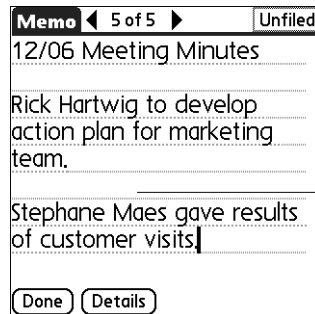 Memo 5 of 5 Unfiled
12/06 Meeting Minutes
Rick Hartwig to develop
action plan for marketing
team.
Stephane Maes gave results
of customer visits.
Done Details